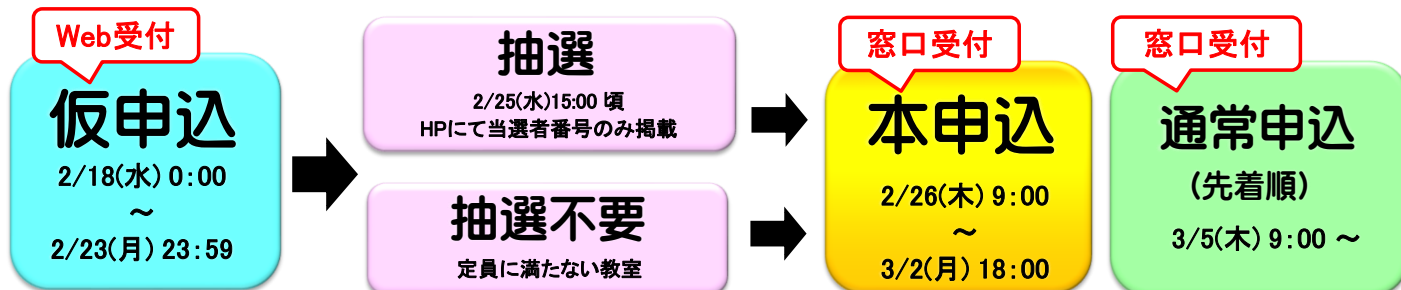 Web受付
仮申込
2/18(水) 0:00
～
2/23(月) 23:59
抽選
2/25(水)15:00 頃
HPにて当選者番号のみ掲載
抽選不要
定員に満たない教室
窓口受付
本申込
2/26(木) 9:00
～
3/2(月) 18:00
窓口受付
通常申込
(先着順)
3/5(木) 9:00 ～